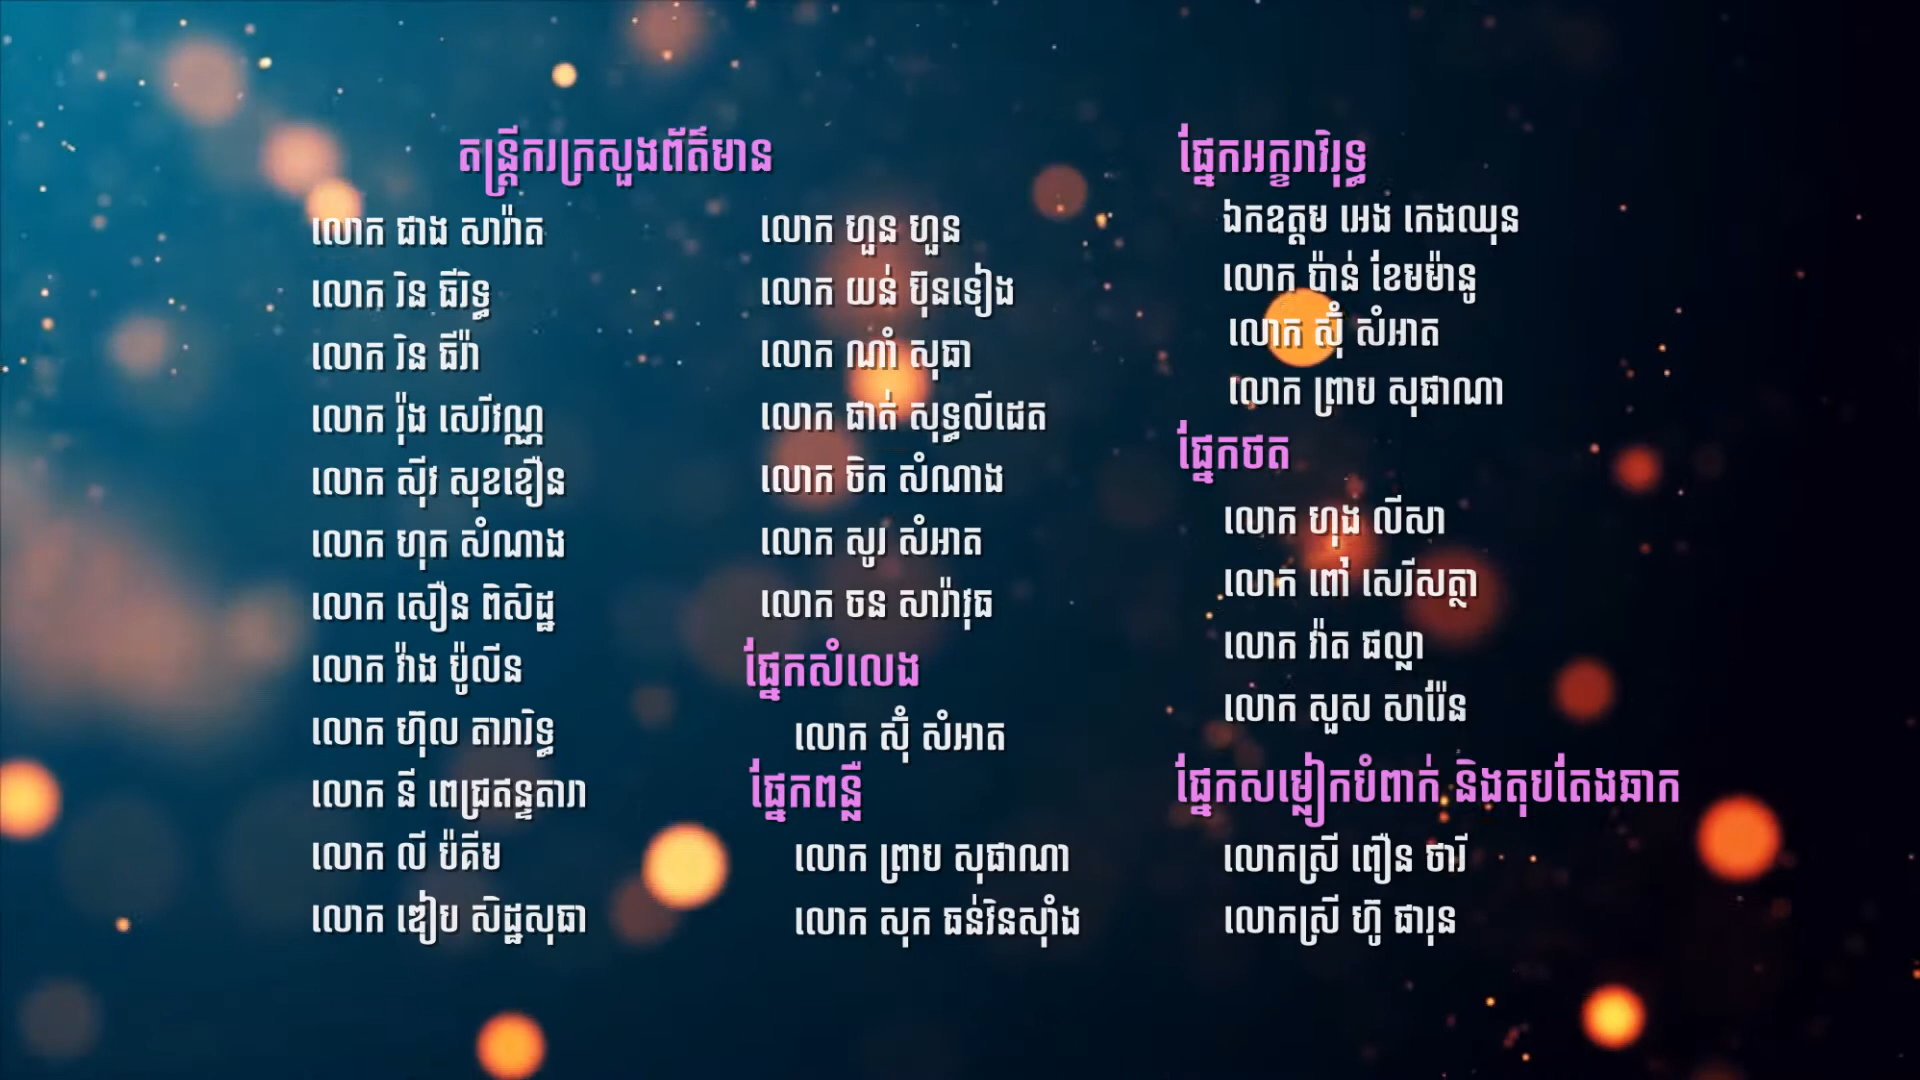 តន្រ្តីករក្រសួងព័ត៌មាន
លោក ជាង សារ៉ាត
លោក រិន ធីរិទ្ធ
លោក រិន ធីរ៉ា
លោក រ៉ុង សេរីវណ្ណ
លោក ស៊ីវ សុខខឿន
លោក ហុក សំណាង
លោក សឿន ពិសិដ្ឋ
លោក វ៉ាង ប៉ូលីន
លោក ហ៊ុល តារារិទ្ធ
លោក នី ពេជ្រឥន្ទតារា
លោក លី ប៉គីម
លោក ឌៀប សិដ្ឋសុធា
លោក ហួន ហួន
លោក យន់ ប៊ុនទៀង
លោក ណាំ សុធា
លោក ផាត់ សុទ្ធលីដេត
លោក ចិក សំណាង
លោក សូរ សំអាត
លោក ចន សារ៉ាវុធ
ផ្នែកសំលេង
លោក ស៊ុំ សំអាត
ផ្នែកពន្លឺ
លោក ព្រាប សុផាណា
លោក សុក ធន់រិនស៊ាំង
ផ្នែកអក្ខរាវិរុទ្ធ
ឯកឧត្តម អេង កេងឈុន
លោក ប៉ាន់ ខែមម៉ានូ
លោក ស៊ុំ សំអាត
លោក ព្រាប សុផាណា
ផ្នែកថត
លោក ហុង លីសា
លោក ពៅ សេរីសត្ថា
លោក វ៉ាត ផល្លា
លោក សួស សារ៉ែន
ផ្នែកសម្លៀកបំពាក់ និងតុបតែងឆាក
លោកស្រី ពឿន ថារី
លោកស្រី ហ៊ូ ផារុន